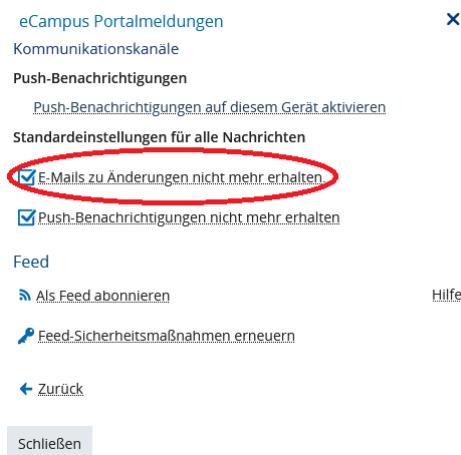 eCampus Portalmeldungen
Kommunikationskanäle
Push-Benachrichtigungen
Push-Benachrichtigungen auf diesem Gerät aktivieren
Standardeinstellungen für alle Nachrichten
E-Mails zu Änderungen nicht mehr erhalten
Push-Benachrichtigungen nicht mehr erhalten
Feed
Als Feed abonnieren Hilfe
Feed-Sicherheitsmaßnahmen erneuern
Zurück
Schließen